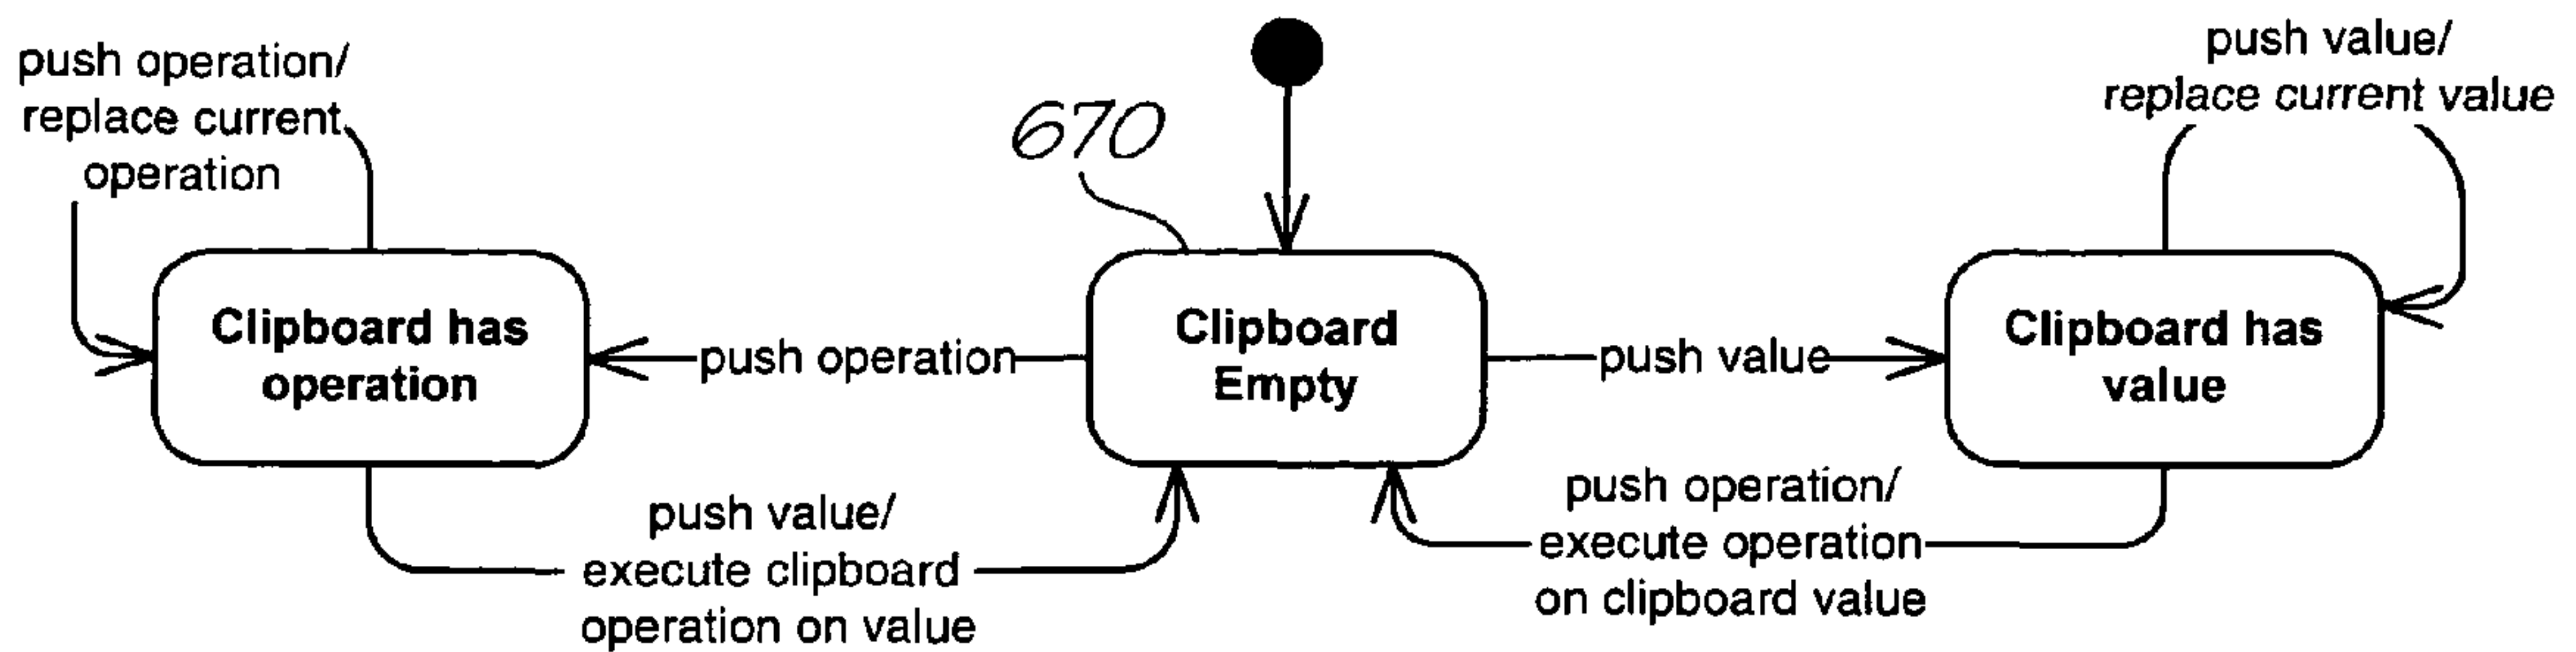 push operation/
replace current
operation
670
push value/
replace current value
Clipboard has
operation
push operation
Clipboard
Empty
push value
Clipboard has
value
push value/
execute clipboard
operation on value
push operation/
execute operation
on clipboard value